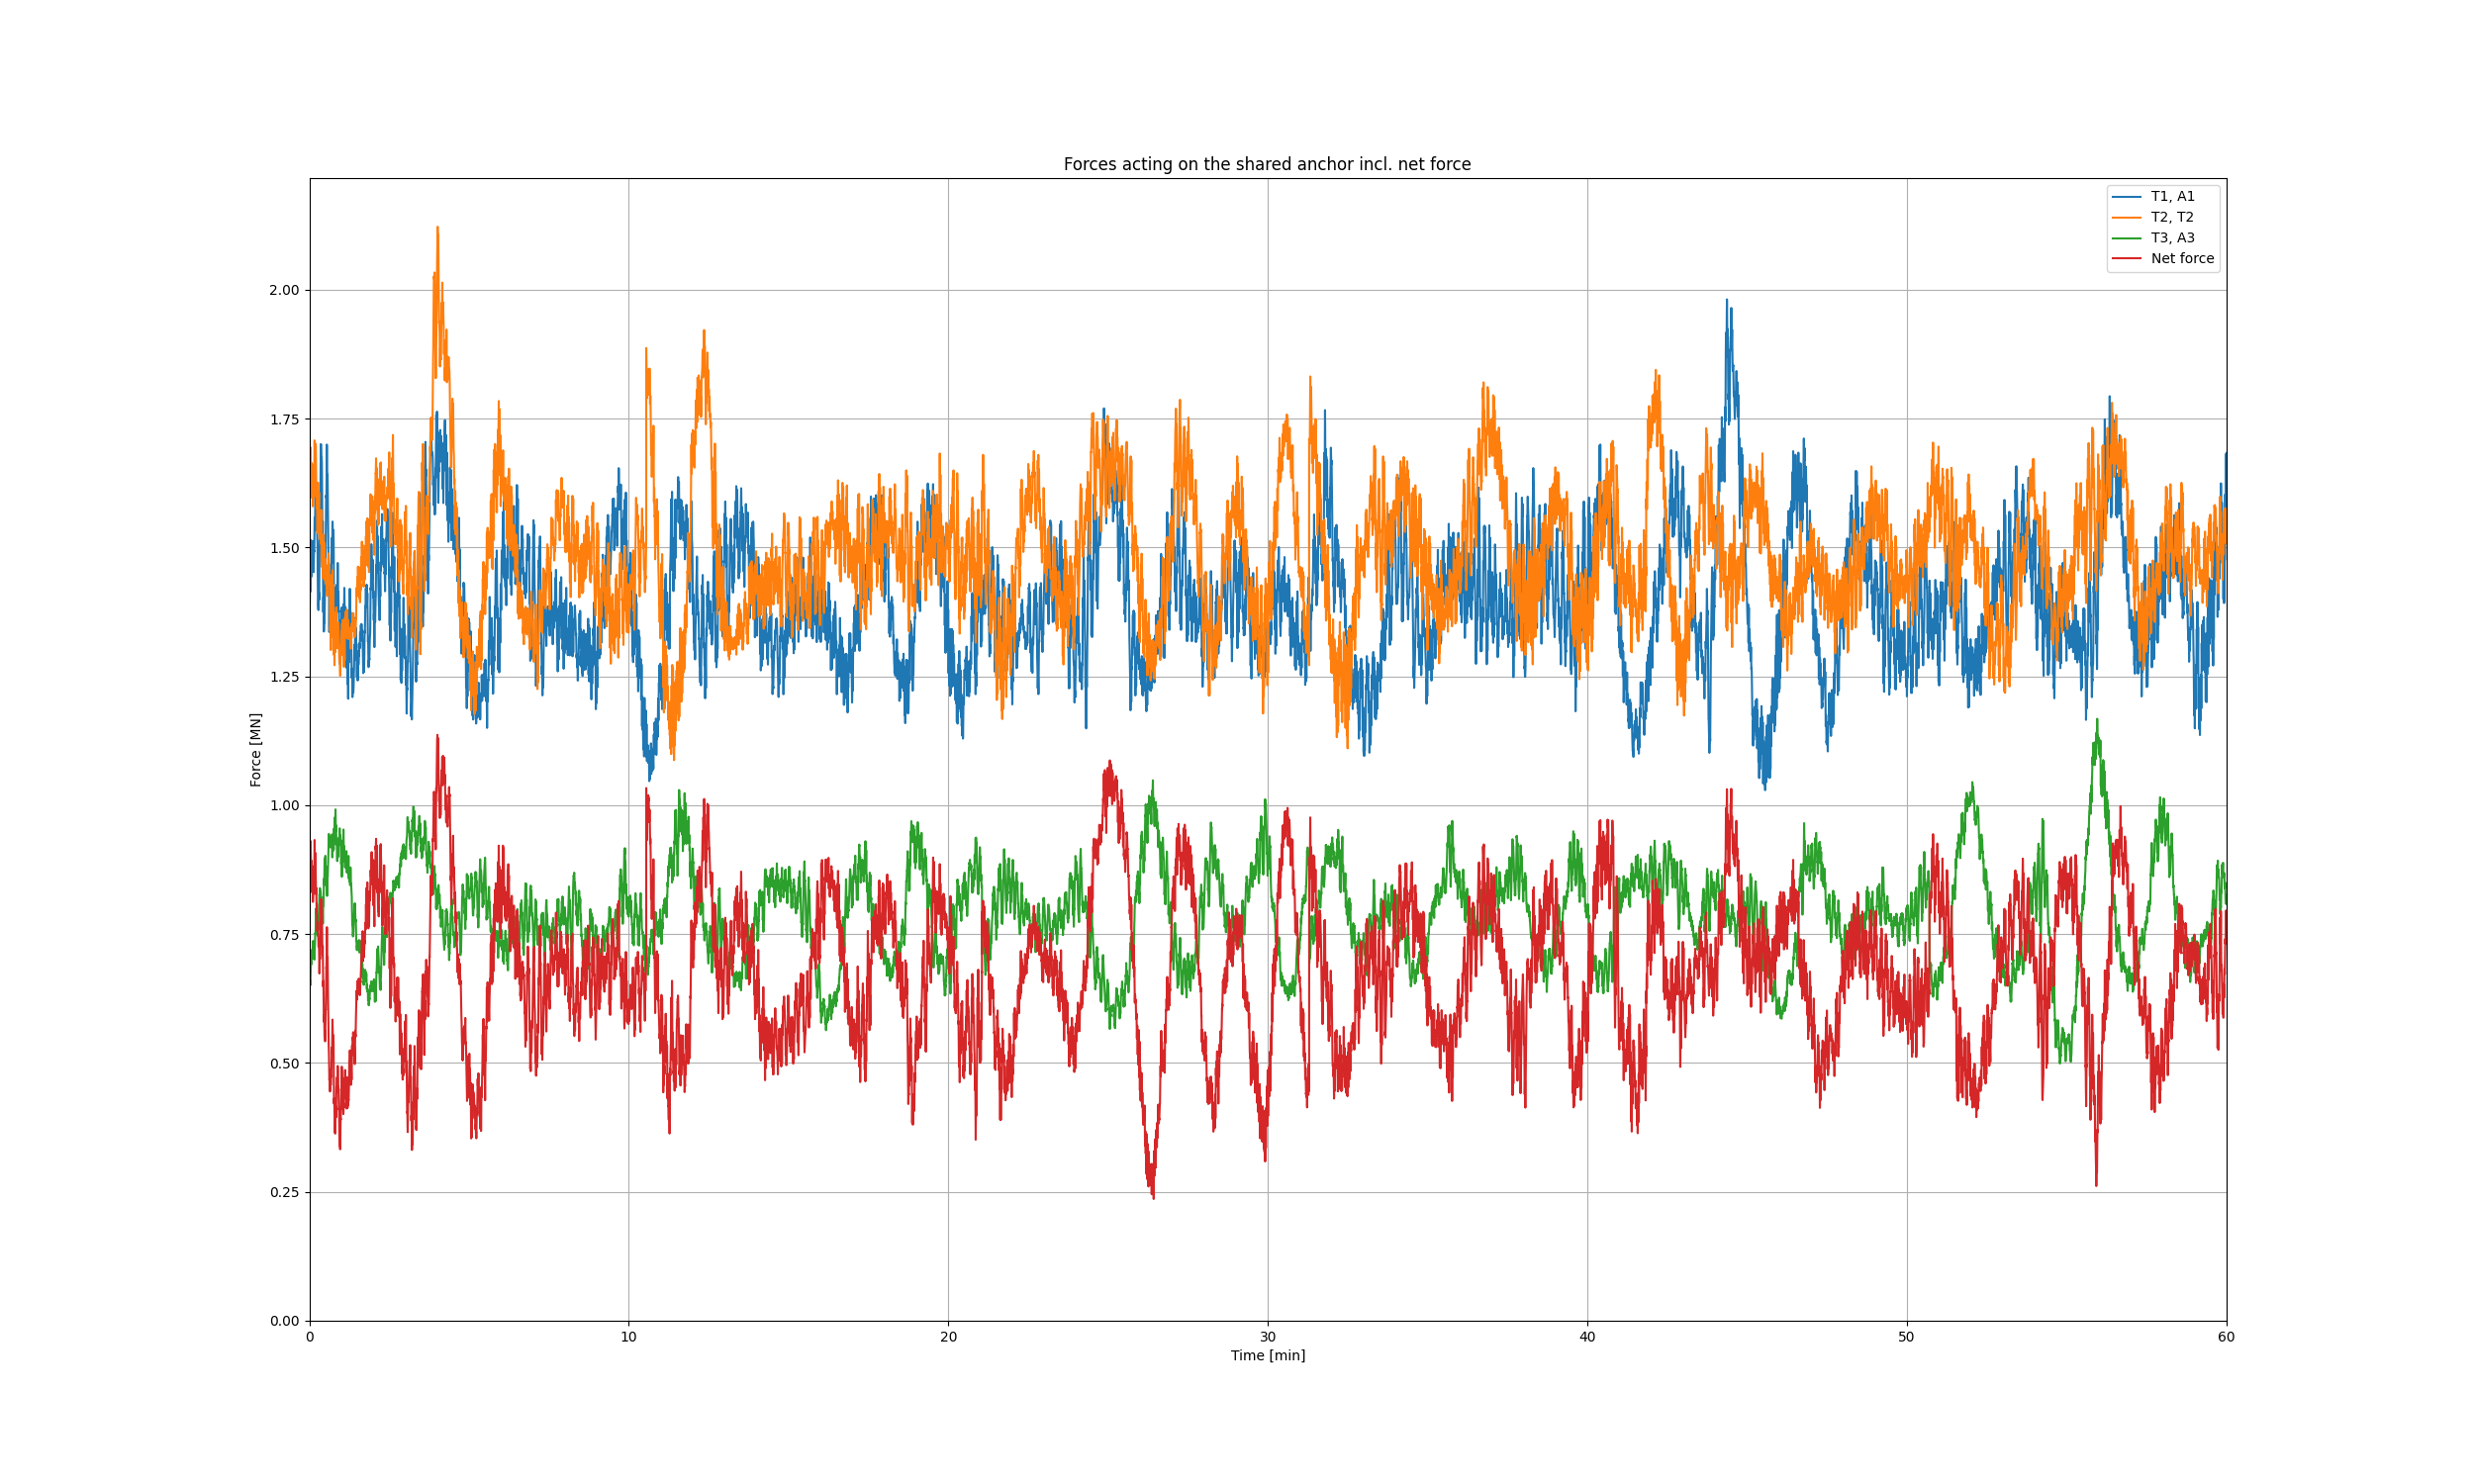 Forces acting on the shared anchor incl. net force
T1, A1
T2, T2
T3, A3
Net force
2.00
1.75
1.50
1.25
1.00
0.75
0.50
0.25
0.00
Force [MN]
0 10 20 30 40 50 60
Time [min]